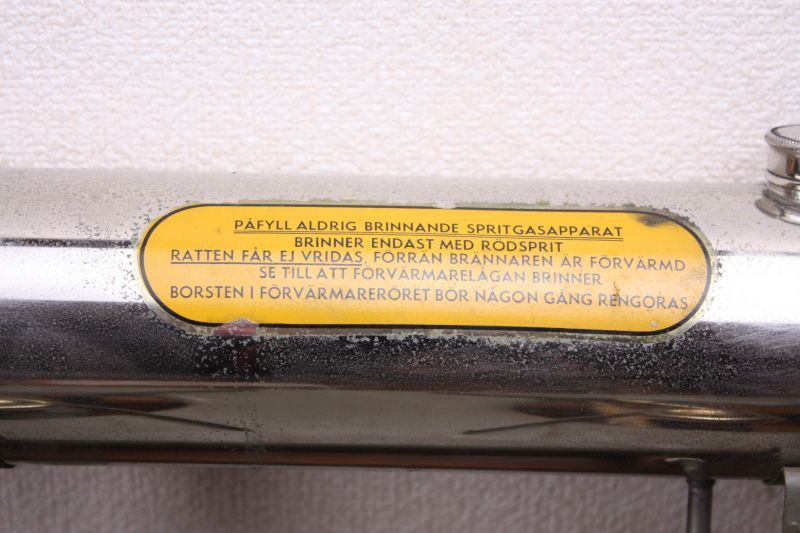 PÅFYLL ALDRIG BRINNANDE SPRITGASAPPARAT
BRINNER ENDAST MED RÖDSPRIT
RATTEN FÅR EJ VRIDAS, FÖRRÄN BRÄNNAREN ÄR FÖRVÄRMD
SE TILL ATT FÖRVÄRMARELÅGAN BRINNER
BORSTEN I FÖRVÄRMARERÖRET BÖR NÅGON GÅNG RENGÖRAS